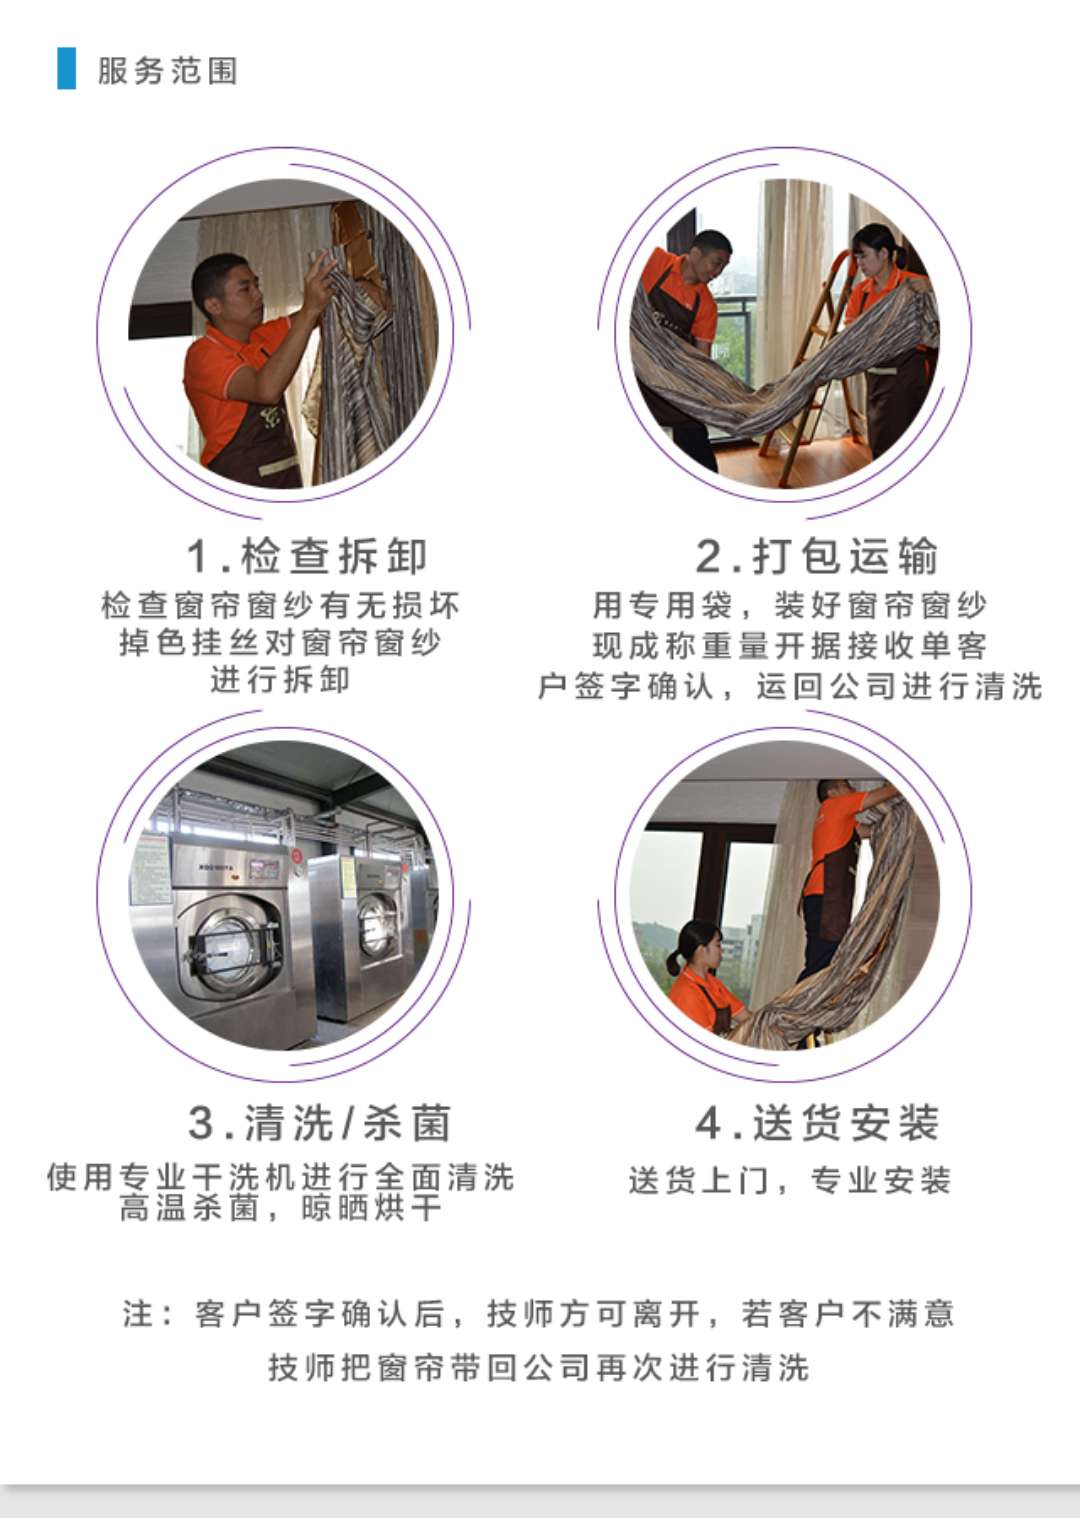 服务范围
1.检查拆卸
检查窗帘窗纱有无损坏
掉色挂丝对窗帘窗纱
进行拆卸
2.打包运输
用专用袋，装好窗帘窗纱
现成称重量开据接收单客
户签字确认，运回公司进行清洗
3.清洗/杀菌
使用专业干洗机进行全面清洗
高温杀菌，晾晒烘干
4.送货安装
送货上门，专业安装
注：客户签字确认后，技师方可离开，若客户不满意
技师把窗帘带回公司再次进行清洗